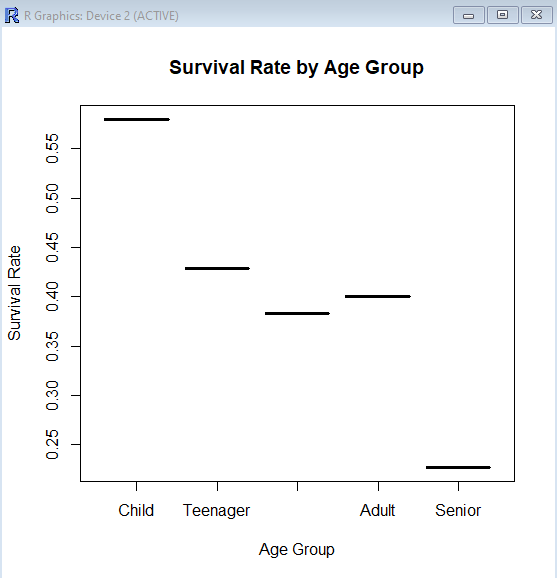 R Graphics: Device 2 (ACTIVE)
Survival Rate by Age Group
Survival Rate
0.55
0.50
0.45
0.40
0.35
0.30
0.25
Child Teenager Adult Senior
Age Group